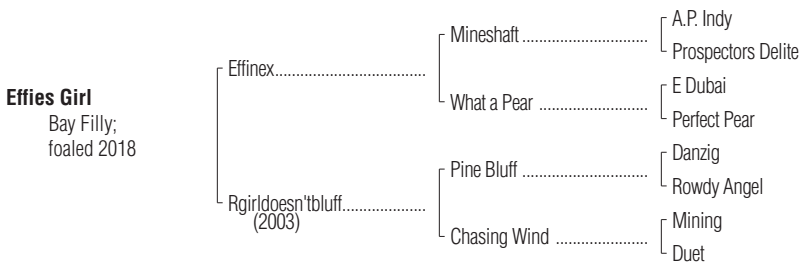 A.P. Indy
Mineshaft
Prospectors Delite
Effinex
E Dubai
What a Pear
Perfect Pear
Effies Girl
Bay Filly;
foaled 2018
Danzig
Pine Bluff
Rowdy Angel
Rgirldoesn'tbluff
(2003)
Mining
Chasing Wind
Duet